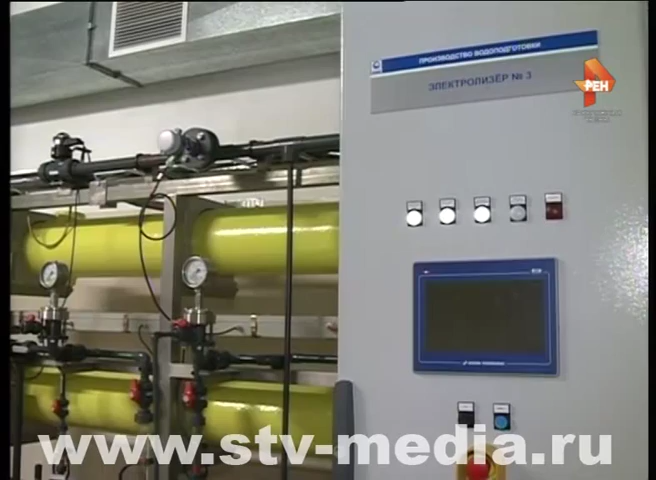 ПРОИЗВОДСТВО ВОДОПОДГОТОВКИ
ЭЛЕКТРОЛИЗЁР № 3
РЕН
www.stv-media.ru